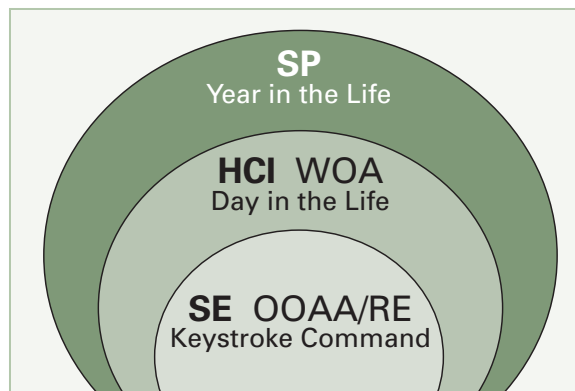 SP
Year in the Life
HCI WOA
Day in the Life
SE OOAA/RE
Keystroke Command